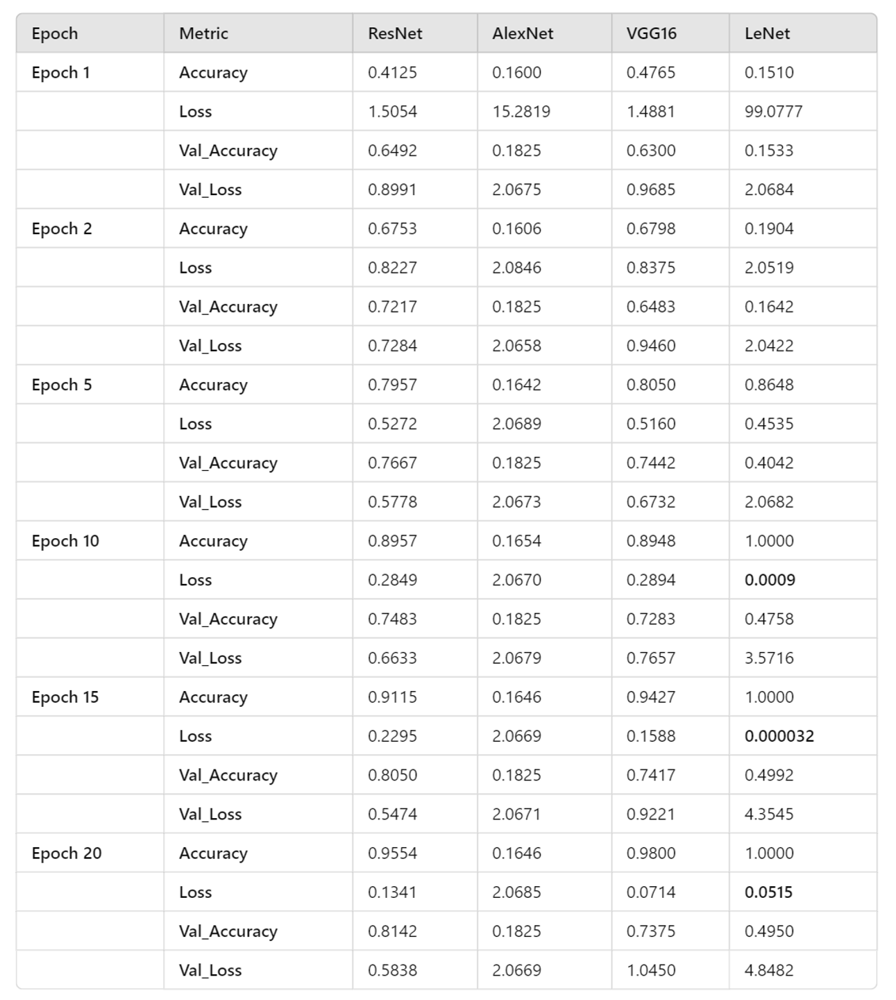 Epoch Metric ResNet AlexNet VGG16 LeNet
Epoch 1 Accuracy 0.4125 0.1600 0.4765 0.1510
Loss 1.5054 15.2819 1.4881 99.0777
Val_Accuracy 0.6492 0.1825 0.6300 0.1533
Val_Loss 0.8991 2.0675 0.9685 2.0684
Epoch 2 Accuracy 0.6753 0.1606 0.6798 0.1904
Loss 0.8227 2.0846 0.8375 2.0519
Val_Accuracy 0.7217 0.1825 0.6483 0.1642
Val_Loss 0.7284 2.0658 0.9460 2.0422
Epoch 5 Accuracy 0.7957 0.1642 0.8050 0.8648
Loss 0.5272 2.0689 0.5160 0.4535
Val_Accuracy 0.7667 0.1825 0.7442 0.4042
Val_Loss 0.5778 2.0673 0.6732 2.0682
Epoch 10 Accuracy 0.8957 0.1654 0.8948 1.0000
Loss 0.2849 2.0670 0.2894 0.0009
Val_Accuracy 0.7483 0.1825 0.7283 0.4758
Val_Loss 0.6633 2.0679 0.7657 3.5716
Epoch 15 Accuracy 0.9115 0.1646 0.9427 1.0000
Loss 0.2295 2.0669 0.1588 0.000032
Val_Accuracy 0.8050 0.1825 0.7417 0.4992
Val_Loss 0.5474 2.0671 0.9221 4.3545
Epoch 20 Accuracy 0.9554 0.1646 0.9800 1.0000
Loss 0.1341 2.0685 0.0714 0.0515
Val_Accuracy 0.8142 0.1825 0.7375 0.4950
Val_Loss 0.5838 2.0669 1.0450 4.8482